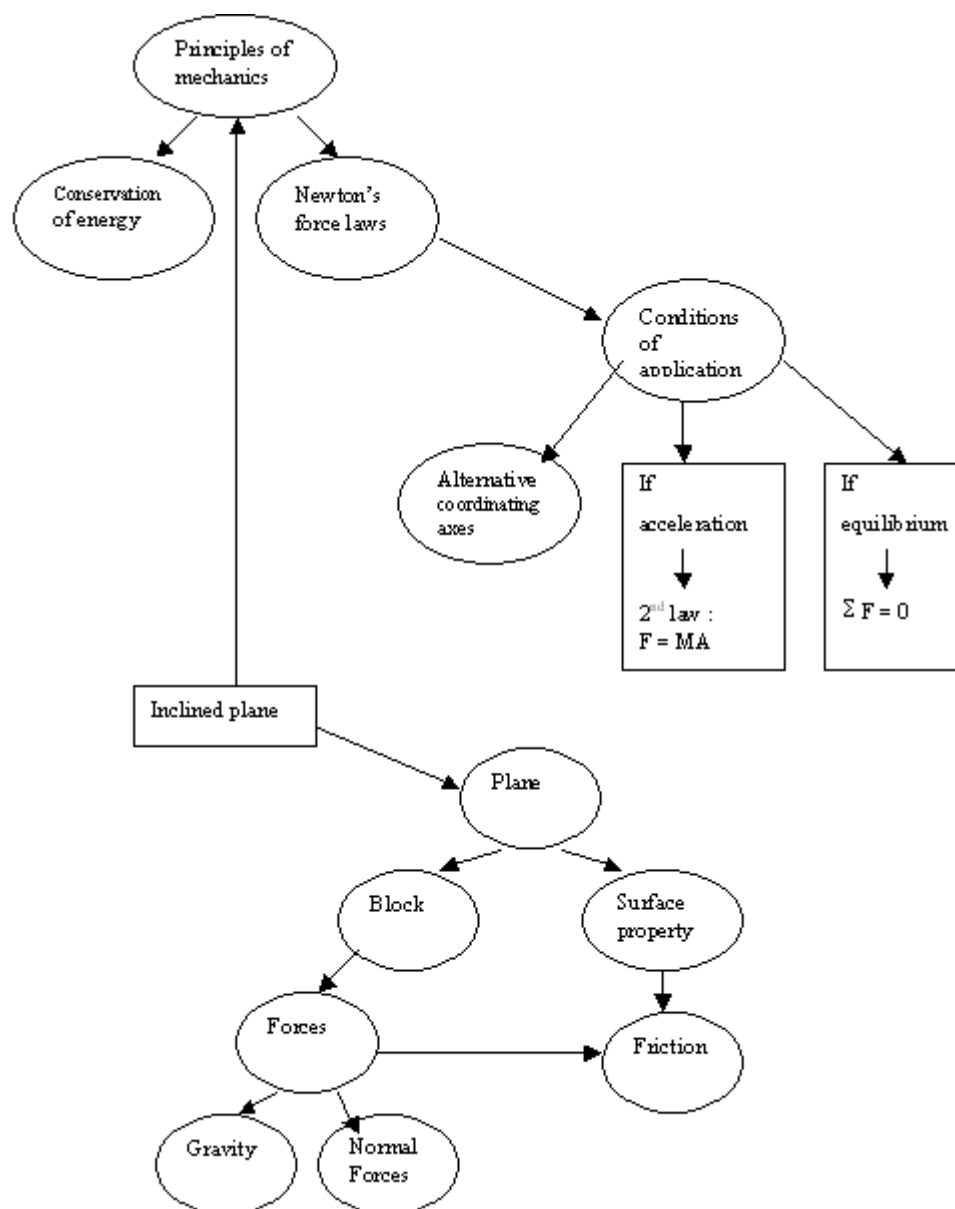 Principles of
mechanics
Conservation
of energy
Newton's
force laws
Conditions
of
application
Alternative
coordinating
axes
If
acceleration
2nd law :
F = MA
If
equilibrium
Σ F = 0
Inclined plane
Plane
Block
Surface
property
Forces
Friction
Gravity
Normal
Forces